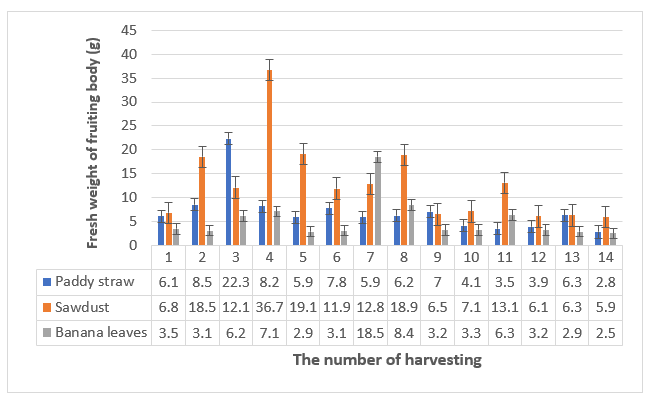 45
40
35
30
25
20
15
10
5
0
Fresh weight of fruiting body (g)
1 2 3 4 5 6 7 8 9 10 11 12 13 14
Paddy straw 6.1 8.5 22.3 8.2 5.9 7.8 5.9 6.2 7 4.1 3.5 3.9 6.3 2.8
Sawdust 6.8 18.5 12.1 36.7 19.1 11.9 12.8 18.9 6.5 7.1 13.1 6.1 6.3 5.9
Banana leaves 3.5 3.1 6.2 7.1 2.9 3.1 18.5 8.4 3.2 3.3 6.3 3.2 2.9 2.5
The number of harvesting